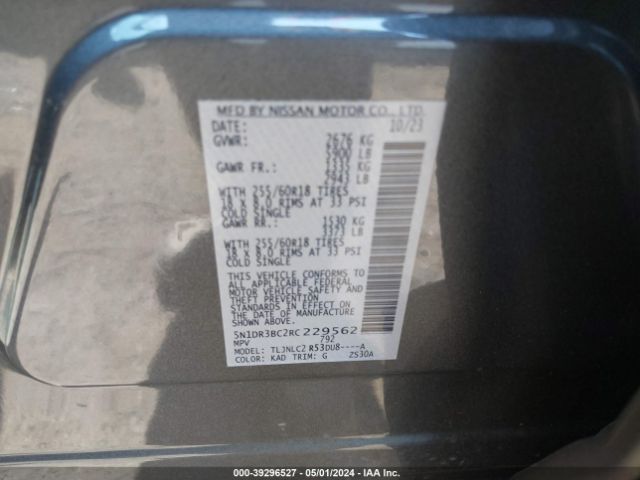 MFD BY NISSAN MOTOR CO., LTD.
DATE: 10/23
GVWR: 2676 KG
5900 LB
GAWR FR.: 1335 KG
2943 LB
WITH 255/60R18 TIRES
18 X 8.0 RIMS AT 33 PSI
COLD SINGLE
GAWR RR.: 1530 KG
3373 LB
WITH 255/60R18 TIRES
18 X 8.0 RIMS AT 33 PSI
COLD SINGLE
THIS VEHICLE CONFORMS TO
ALL APPLICABLE FEDERAL
MOTOR VEHICLE SAFETY AND
THEFT PREVENTION
STANDARDS IN EFFECT ON
THE DATE OF MANUFACTURE
SHOWN ABOVE.
5N1DR3BC2RC229562
MPV 792
MODEL: TLJNLC2 R53DU8----A
COLOR: KAD TRIM: G ZS30A
000-39296527 - 05/01/2024 - IAA Inc.